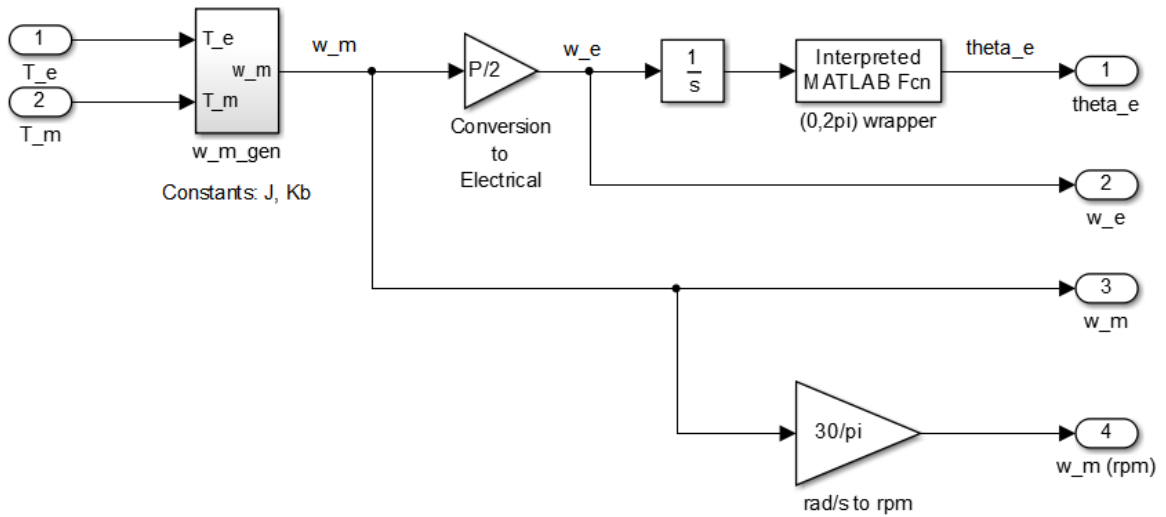 1
T_e
2
T_m
T_e
w_m
T_m
w_m_gen
Constants: J, Kb
w_m
P/2
Conversion
to
Electrical
w_e
1
s
Interpreted
MATLAB Fcn
(0,2pi) wrapper
theta_e
1
theta_e
2
w_e
3
w_m
30/pi
rad/s to rpm
4
w_m (rpm)